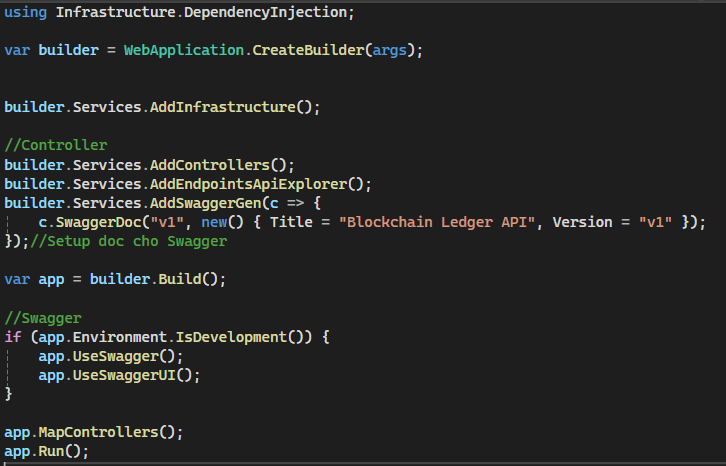 using Infrastructure.DependencyInjection;
var builder = WebApplication.CreateBuilder(args);
builder.Services.AddInfrastructure();
//Controller
builder.Services.AddControllers();
builder.Services.AddEndpointsApiExplorer();
builder.Services.AddSwaggerGen(c => {
    c.SwaggerDoc("v1", new() { Title = "Blockchain Ledger API", Version = "v1" });
});//Setup doc cho Swagger
var app = builder.Build();
//Swagger
if (app.Environment.IsDevelopment()) {
    app.UseSwagger();
    app.UseSwaggerUI();
}
app.MapControllers();
app.Run();